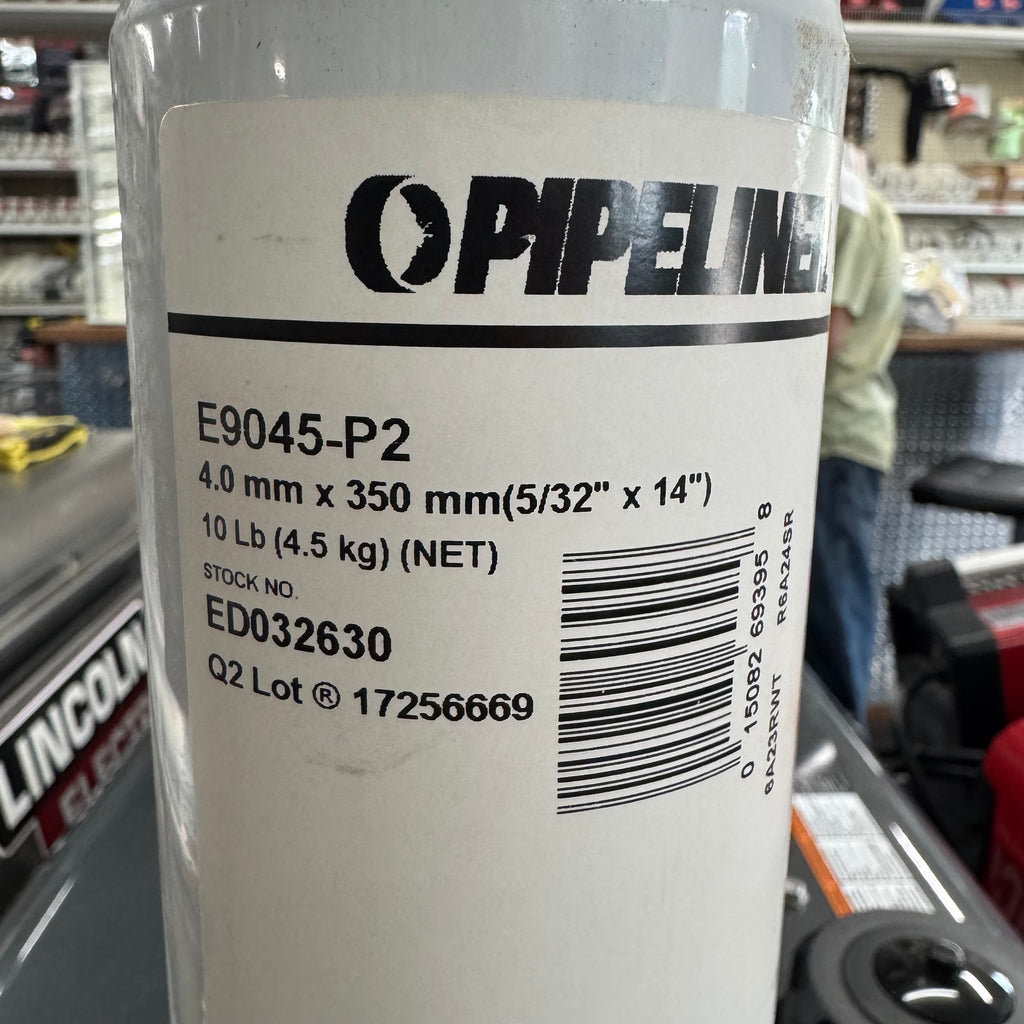 PIPELINER
E9045-P2
4.0 mm x 350 mm(5/32" x 14")
10 Lb (4.5 kg) (NET)
STOCK NO.
ED032630
Q2 Lot ® 17256669
0 15082 69395 8
6A23RWT R6A24SR
LINCOLN
ELECTRIC